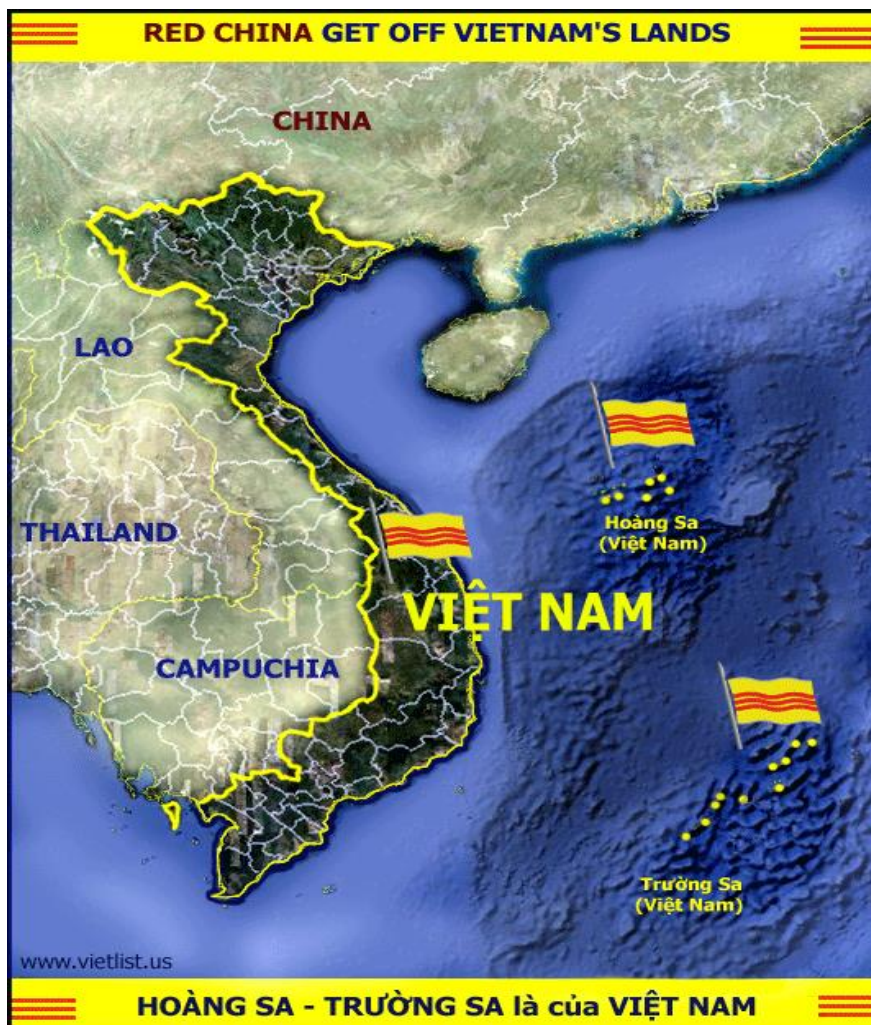 RED CHINA GET OFF VIETNAM'S LANDS
CHINA
LAO
THAILAND
Hoàng Sa
(Việt Nam)
VIỆT NAM
CAMPUCHIA
Trường Sa
(Việt Nam)
www.vietlist.us
HOÀNG SA - TRƯỜNG SA là của VIỆT NAM